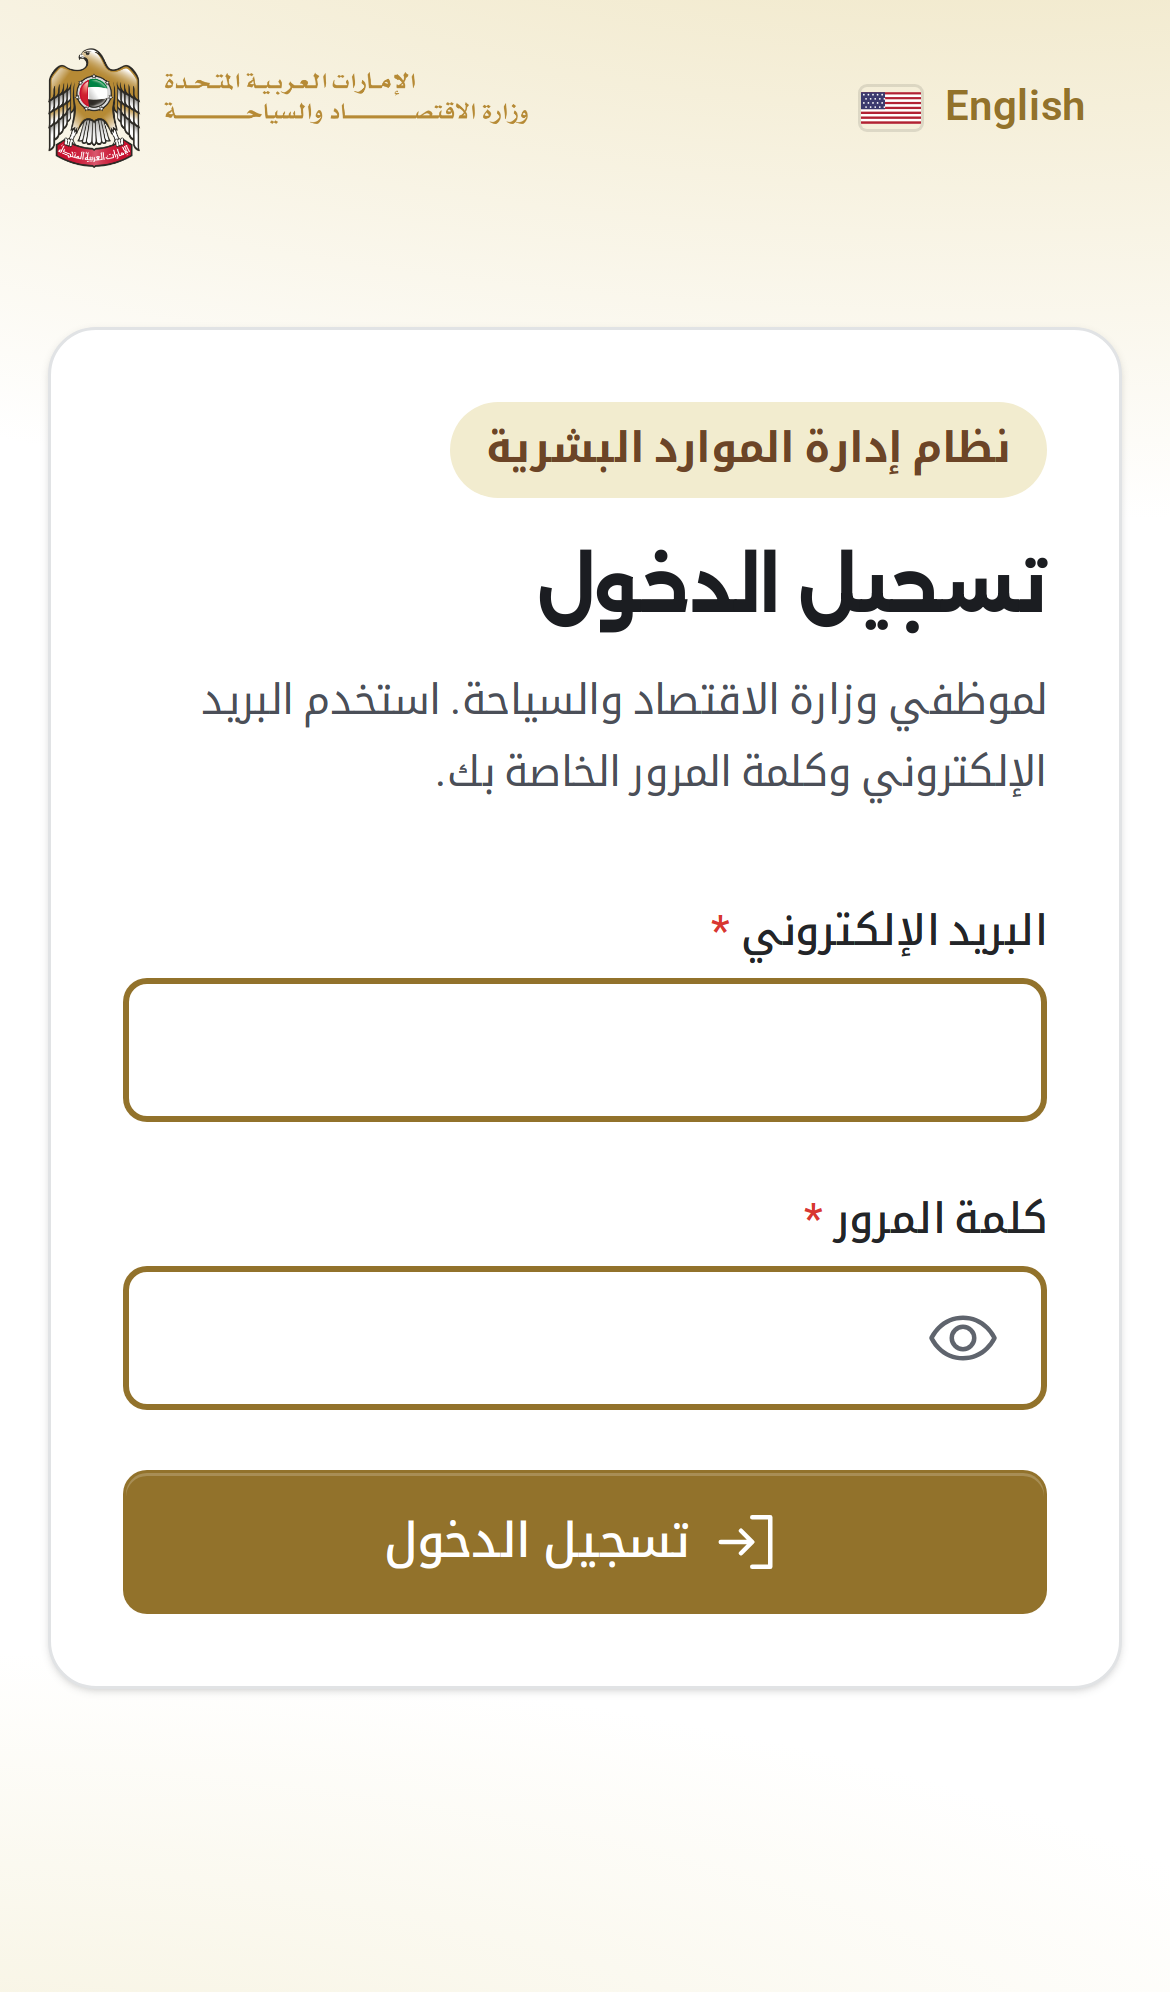 الإمارات العربية المتحدة
وزارة الاقتصاد والسياحة
English
نظام إدارة الموارد البشرية
تسجيل الدخول
لموظفي وزارة الاقتصاد والسياحة. استخدم البريد
الإلكتروني وكلمة المرور الخاصة بك.
البريد الإلكتروني *
كلمة المرور *
تسجيل الدخول